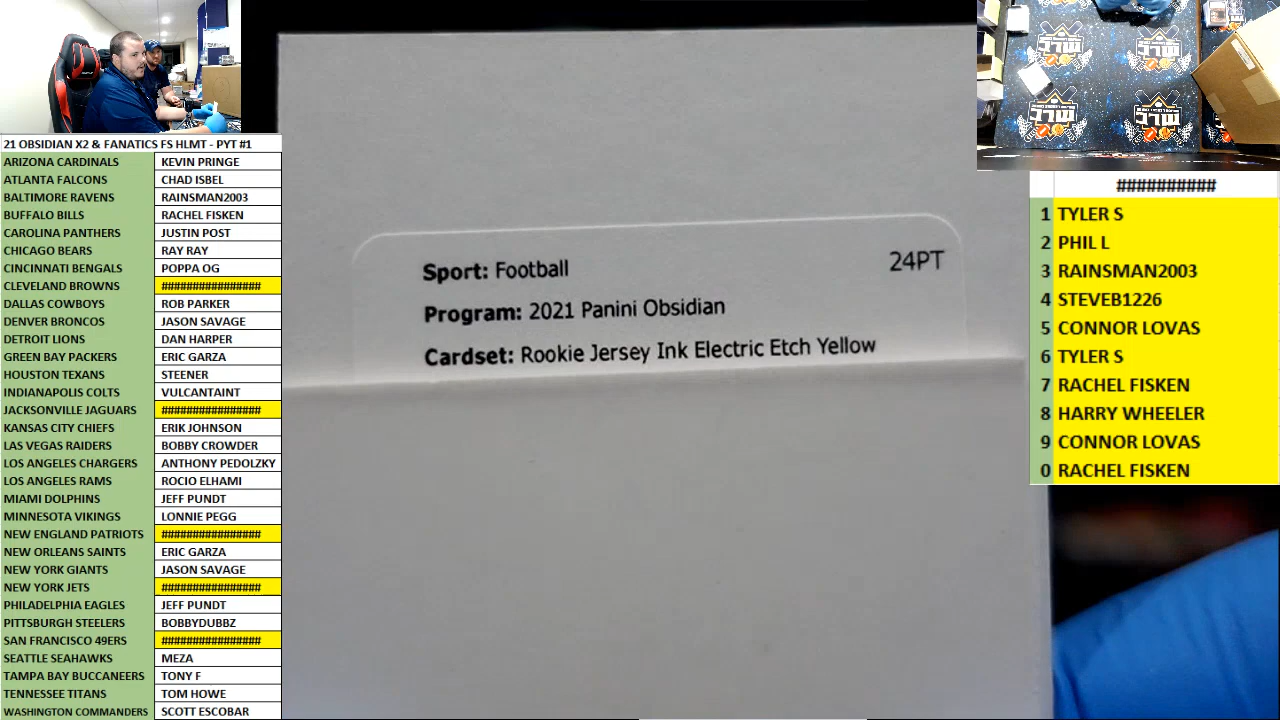 21 OBSIDIAN X2 & FANATICS FS HLMT - PYT #1
ARIZONA CARDINALS KEVIN PRINGE
ATLANTA FALCONS CHAD ISBEL
BALTIMORE RAVENS RAINSMAN2003
BUFFALO BILLS RACHEL FISKEN
CAROLINA PANTHERS JUSTIN POST
CHICAGO BEARS RAY RAY
CINCINNATI BENGALS POPPA OG
CLEVELAND BROWNS ################
DALLAS COWBOYS ROB PARKER
DENVER BRONCOS JASON SAVAGE
DETROIT LIONS DAN HARPER
GREEN BAY PACKERS ERIC GARZA
HOUSTON TEXANS STEENER
INDIANAPOLIS COLTS VULCANTAINT
JACKSONVILLE JAGUARS ################
KANSAS CITY CHIEFS ERIK JOHNSON
LAS VEGAS RAIDERS BOBBY CROWDER
LOS ANGELES CHARGERS ANTHONY PEDOLZKY
LOS ANGELES RAMS ROCIO ELHAMI
MIAMI DOLPHINS JEFF PUNDT
MINNESOTA VIKINGS LONNIE PEGG
NEW ENGLAND PATRIOTS ################
NEW ORLEANS SAINTS ERIC GARZA
NEW YORK GIANTS JASON SAVAGE
NEW YORK JETS ################
PHILADELPHIA EAGLES JEFF PUNDT
PITTSBURGH STEELERS BOBBYDUBBZ
SAN FRANCISCO 49ERS ################
SEATTLE SEAHAWKS MEZA
TAMPA BAY BUCCANEERS TONY F
TENNESSEE TITANS TOM HOWE
WASHINGTON COMMANDERS SCOTT ESCOBAR
Sport: Football 24PT
Program: 2021 Panini Obsidian
Cardset: Rookie Jersey Ink Electric Etch Yellow
MLC
MLC
MLC
MLC
##########
1 TYLER S
2 PHIL L
3 RAINSMAN2003
4 STEVEB1226
5 CONNOR LOVAS
6 TYLER S
7 RACHEL FISKEN
8 HARRY WHEELER
9 CONNOR LOVAS
0 RACHEL FISKEN